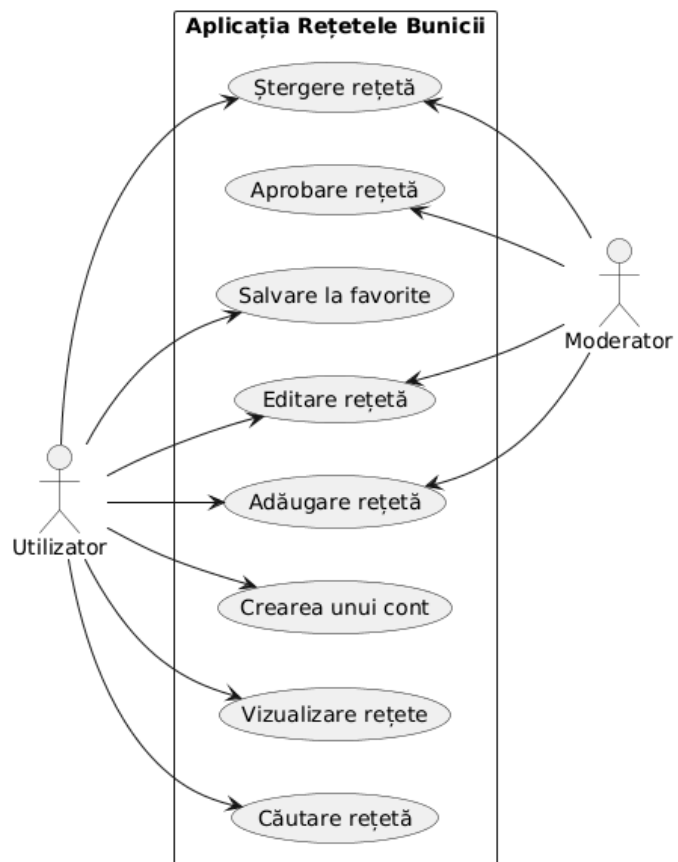 Aplicația Rețetele Bunicii
Ștergere rețetă
Aprobare rețetă
Salvare la favorite
Moderator
Editare rețetă
Adăugare rețetă
Utilizator
Crearea unui cont
Vizualizare rețete
Căutare rețetă